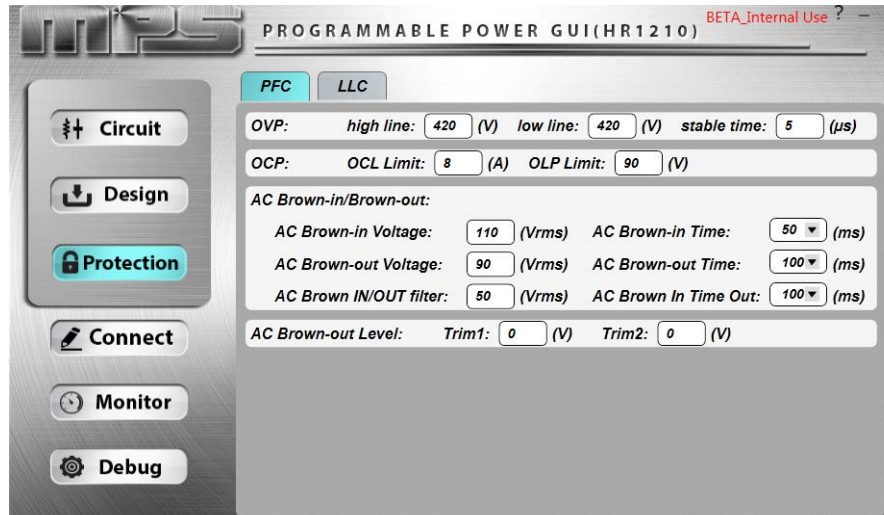 MPS PROGRAMMABLE POWER GUI(HR1210) BETA_Internal Use ? −
PFC LLC
Circuit
Design
Protection
Connect
Monitor
Debug
OVP: high line: 420 (V) low line: 420 (V) stable time: 5 (µs)
OCP: OCL Limit: 8 (A) OLP Limit: 90 (V)
AC Brown-in/Brown-out:
AC Brown-in Voltage: 110 (Vrms) AC Brown-in Time: 50 (ms)
AC Brown-out Voltage: 90 (Vrms) AC Brown-out Time: 100 (ms)
AC Brown IN/OUT filter: 50 (Vrms) AC Brown In Time Out: 100 (ms)
AC Brown-out Level: Trim1: 0 (V) Trim2: 0 (V)